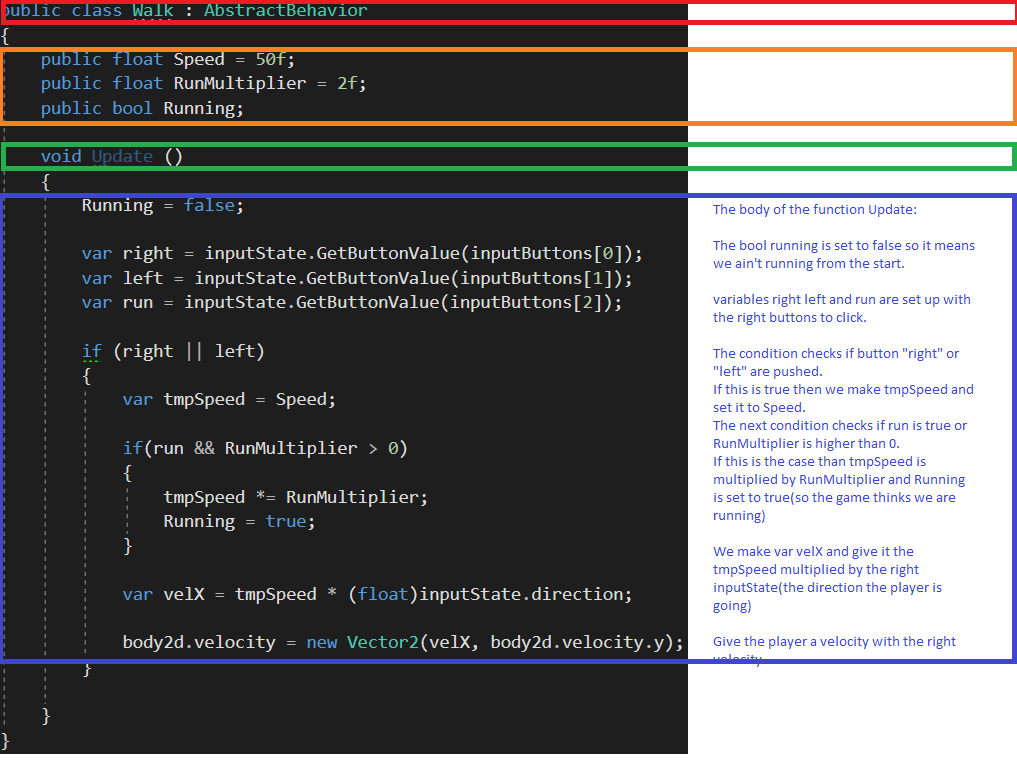 public class Walk : AbstractBehavior
{
public float Speed = 50f;
public float RunMultiplier = 2f;
public bool Running;
void Update ()
{
Running = false;
var right = inputState.GetButtonValue(inputButtons[0]);
var left = inputState.GetButtonValue(inputButtons[1]);
var run = inputState.GetButtonValue(inputButtons[2]);
if (right || left)
{
var tmpSpeed = Speed;
if(run && RunMultiplier > 0)
{
tmpSpeed *= RunMultiplier;
Running = true;
}
var velX = tmpSpeed * (float)inputState.direction;
body2d.velocity = new Vector2(velX, body2d.velocity.y);
}
}
}
The body of the function Update:
The bool running is set to false so it means
we ain't running from the start.
variables right left and run are set up with
the right buttons to click.
The condition checks if button "right" or
"left" are pushed.
If this is true then we make tmpSpeed and
set it to Speed.
The next condition checks if run is true or
RunMultiplier is higher than 0.
If this is the case than tmpSpeed is
multiplied by RunMultiplier and Running
is set to true(so the game thinks we are
running)
We make var velX and give it the
tmpSpeed multiplied by the right
inputState(the direction the player is
going)
Give the player a velocity with the right
velocity